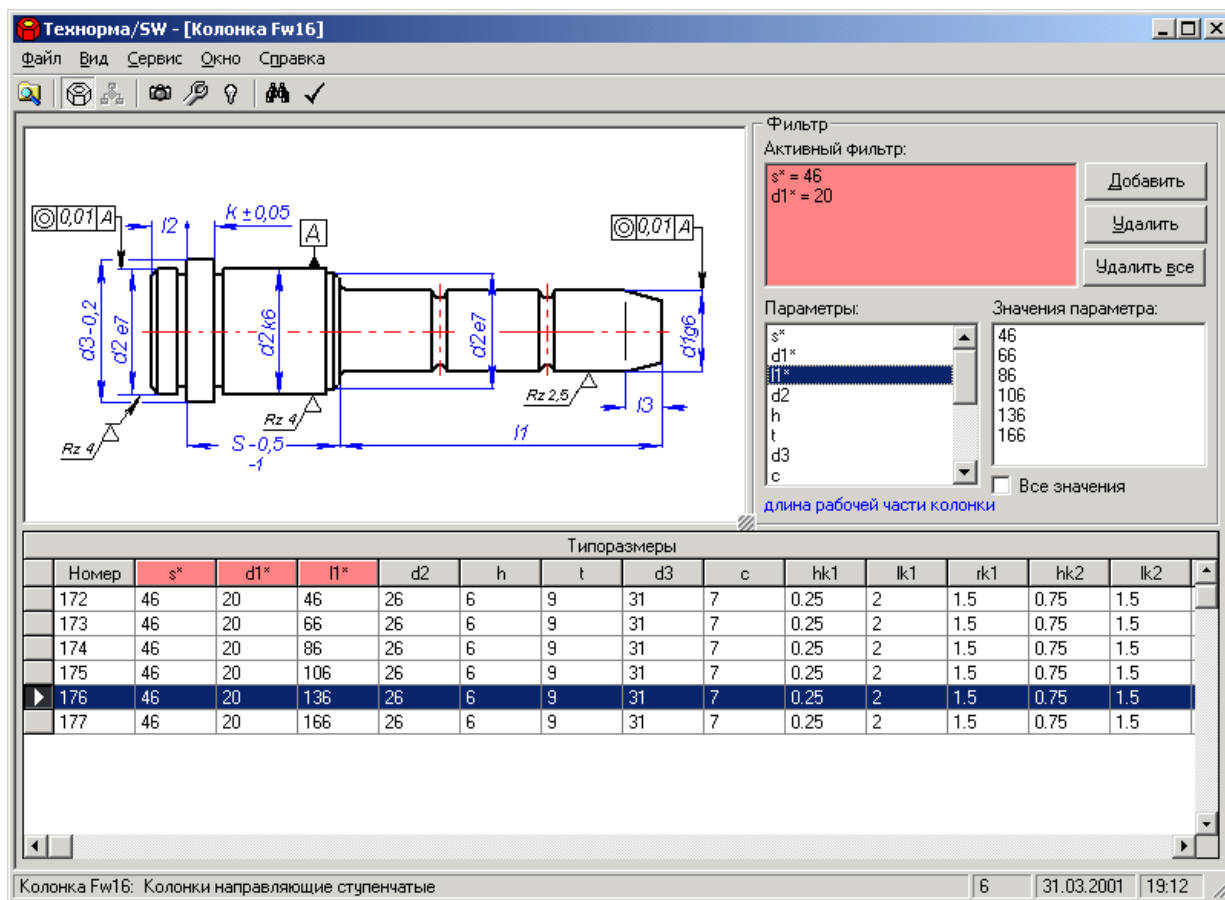 Технорма/SW - [Колонка Fw16]
Файл Вид Сервис Окно Справка
Фильтр
Активный фильтр:
s* = 46
d1* = 20
Добавить
Удалить
Удалить все
Параметры:
s*
d1*
l1*
d2
h
t
d3
c
Значения параметра:
46
66
86
106
136
166
Все значения
длина рабочей части колонки
0,01 A
l2
k ± 0,05
A
0,01 A
d3-0,2
d2 e7
d2 k6
d2e7
d1g6
Rz 4
Rz 4
Rz 2,5
l3
S -0,5
-1
l1
Типоразмеры
Номер s* d1* l1* d2 h t d3 c hk1 lk1 rk1 hk2 lk2
172 46 20 46 26 6 9 31 7 0.25 2 1.5 0.75 1.5
173 46 20 66 26 6 9 31 7 0.25 2 1.5 0.75 1.5
174 46 20 86 26 6 9 31 7 0.25 2 1.5 0.75 1.5
175 46 20 106 26 6 9 31 7 0.25 2 1.5 0.75 1.5
176 46 20 136 26 6 9 31 7 0.25 2 1.5 0.75 1.5
177 46 20 166 26 6 9 31 7 0.25 2 1.5 0.75 1.5
Колонка Fw16: Колонки направляющие ступенчатые 6 31.03.2001 19:12